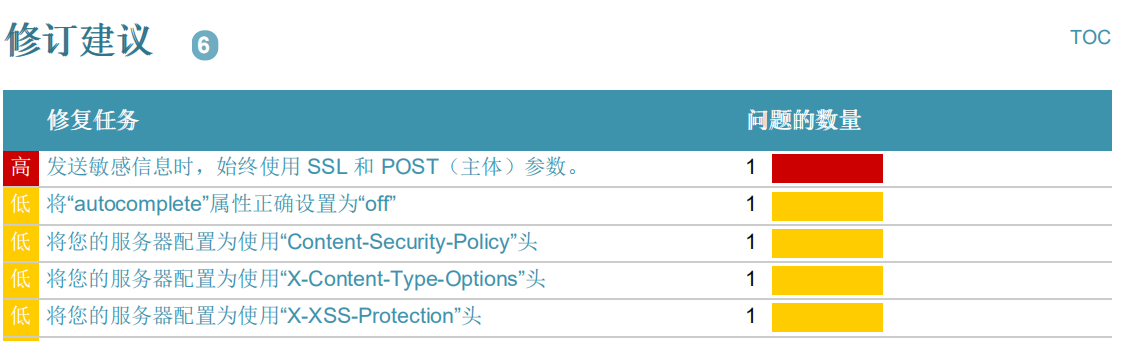 修订建议 6
TOC
修复任务 问题的数量
高 发送敏感信息时，始终使用 SSL 和 POST（主体）参数。 1
低 将“autocomplete”属性正确设置为“off” 1
低 将您的服务器配置为使用“Content-Security-Policy”头 1
低 将您的服务器配置为使用“X-Content-Type-Options”头 1
低 将您的服务器配置为使用“X-XSS-Protection”头 1